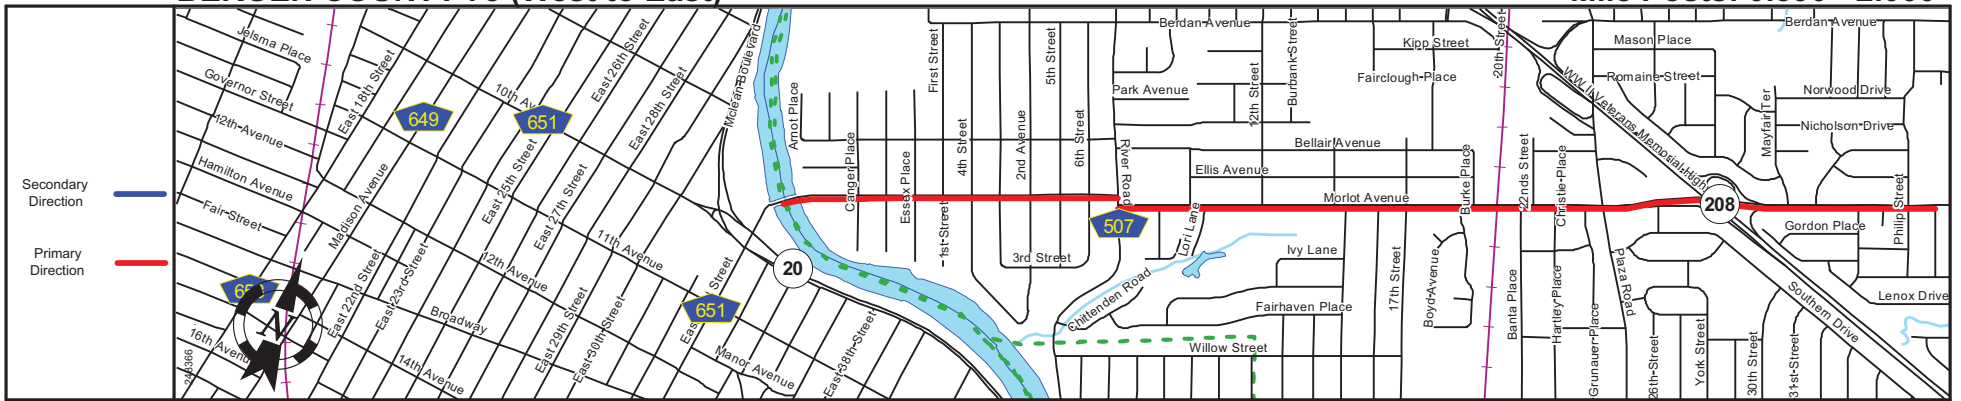 Secondary
Direction
Primary
Direction
Jelsma Place
Governor Street
12th Avenue
Hamilton Avenue
Fair Street
16th Avenue
248366
N
East 18th Street
Madison Avenue
649
10th
651
East 26th Street
East 28th Street
East 25th Street
East 27th Street
11th Avenue
12th Avenue
East 22nd Street
East 23rd Street
Broadway
14th Avenue
East 29th Street
East 30th Street
651
Street
Manor Avenue
East 38th Street
Mclean Boulevard
20
Arnot Place
Canger Place
Essex Place
First Street
1st Street
4th Street
2nd Avenue
5th Street
6th Street
3rd Street
River Road
507
Berdan Avenue
Park Avenue
12th Street
Burbank Street
Kipp Street
Fairclough Place
Bellair Avenue
Ellis Avenue
Morlot Avenue
Lori Lane
Chittenden Road
Ivy Lane
Fairhaven Place
Willow Street
17th Street
Boyd Avenue
Burke Place
20th Street
22nds Street
Christie Place
Banta Place
Hartley Place
Grunauer Place
Plaza Road
26th Street
York Street
30th Street
31st Street
WW II Veterans Memorial High
208
Mason Place
Romaine Street
Mayfair Ter
Berdan Avenue
Norwood Drive
Nicholson Drive
Philip Street
Gordon Place
Southern Drive
Lenox Drive